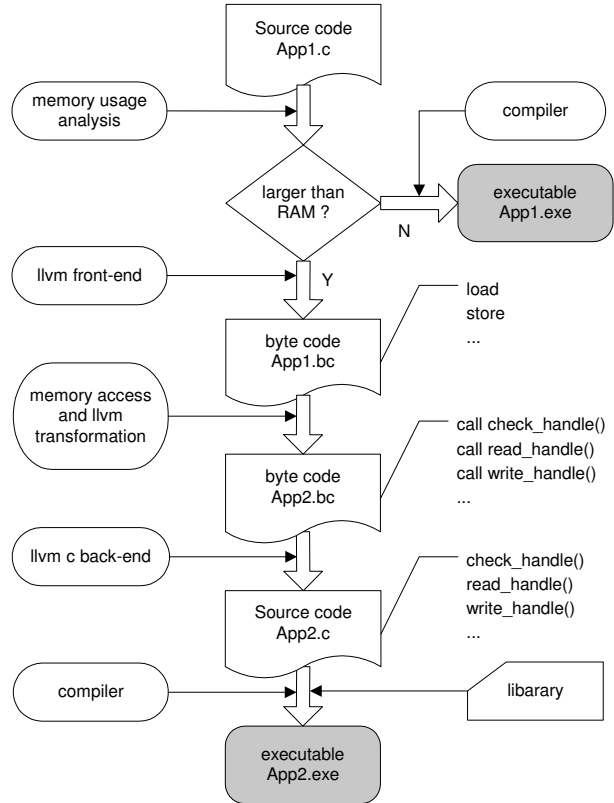 Source code
App1.c
memory usage
analysis
compiler
larger than
RAM ?
executable
App1.exe
N
llvm front-end
Y
load
store
...
byte code
App1.bc
memory access
and llvm
transformation
call check_handle()
call read_handle()
call write_handle()
...
byte code
App2.bc
llvm c back-end
check_handle()
read_handle()
write_handle()
...
Source code
App2.c
compiler
libarary
executable
App2.exe